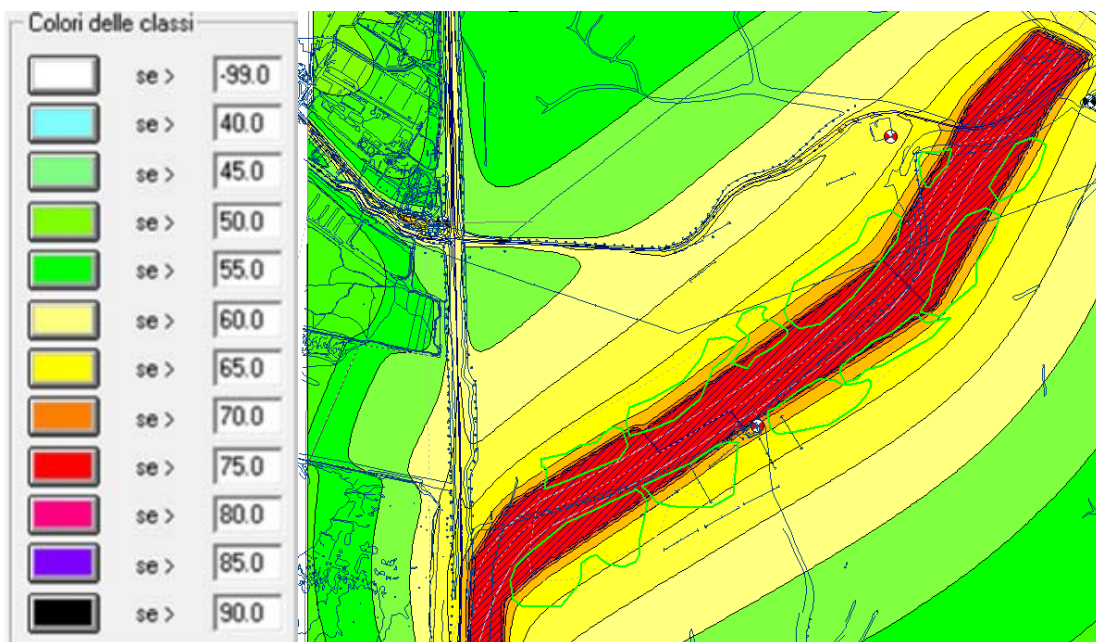 Colori delle classi
se > -99.0
se > 40.0
se > 45.0
se > 50.0
se > 55.0
se > 60.0
se > 65.0
se > 70.0
se > 75.0
se > 80.0
se > 85.0
se > 90.0